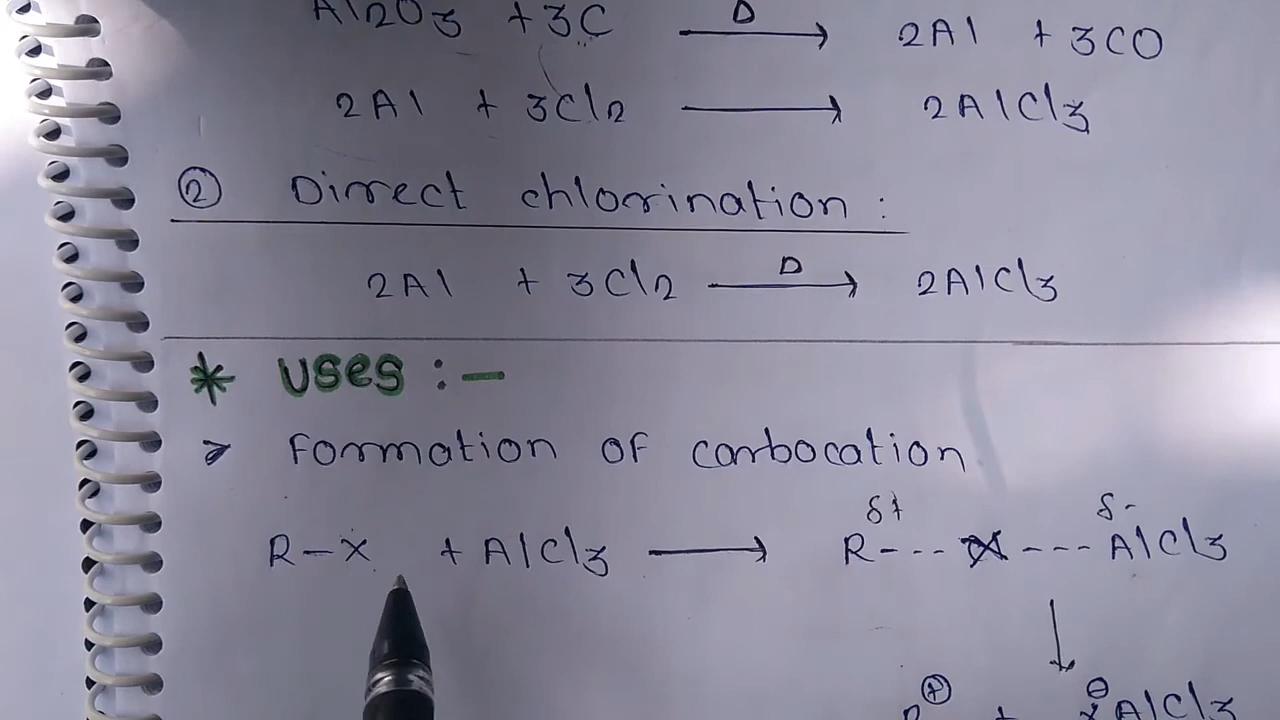 Al2O3 + 3C Δ → 2Al + 3CO
2Al + 3Cl2 → 2AlCl3
② Direct chlorination :
2Al + 3Cl2 Δ → 2AlCl3
* Uses :-
> Formation of carbocation
δ+ δ-
R-X + AlCl3 → R--- X --- AlCl3
↓
R⊕ + ⊖XAlCl3